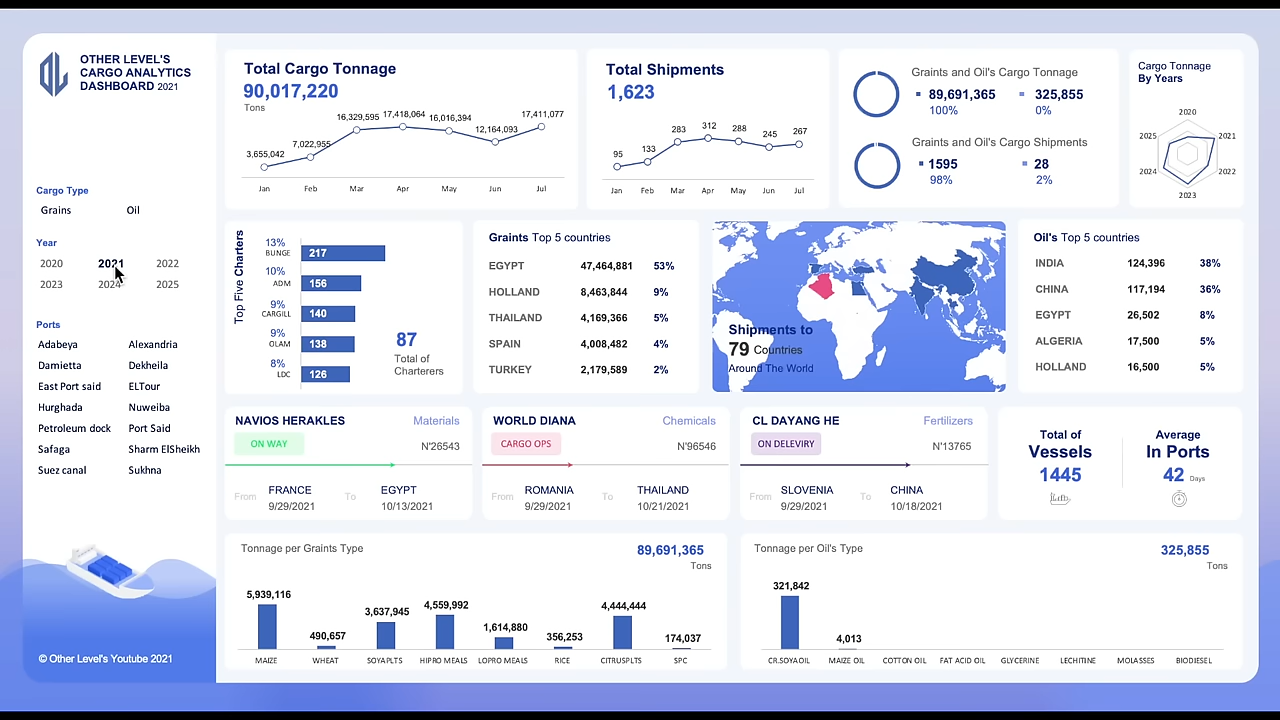 OTHER LEVEL'S
CARGO ANALYTICS
DASHBOARD 2021
Cargo Type
Grains
Oil
Year
2020
2021
2022
2023
2024
2025
Ports
Adabeya
Alexandria
Damietta
Dekheila
East Port said
ELTour
Hurghada
Nuweiba
Petroleum dock
Port Said
Safaga
Sharm ElSheikh
Suez canal
Sukhna
© Other Level's Youtube 2021
Total Cargo Tonnage
90,017,220
Tons
3,655,042
7,022,955
16,329,595
17,418,064
16,016,394
12,164,093
17,411,077
Jan
Feb
Mar
Apr
May
Jun
Jul
Total Shipments
1,623
95
133
283
312
288
245
267
Jan
Feb
Mar
Apr
May
Jun
Jul
Graints and Oil's Cargo Tonnage
89,691,365
325,855
100%
0%
Graints and Oil's Cargo Shipments
1595
28
98%
2%
Cargo Tonnage
By Years
2020
2021
2022
2023
2024
2025
Top Five Charters
13%
BUNGE
217
10%
ADM
156
9%
CARGILL
140
9%
OLAM
138
8%
LDC
126
87
Total of
Charterers
Graints Top 5 countries
EGYPT 47,464,881 53%
HOLLAND 8,463,844 9%
THAILAND 4,169,366 5%
SPAIN 4,008,482 4%
TURKEY 2,179,589 2%
Shipments to
79 Countries
Around The World
Oil's Top 5 countries
INDIA 124,396 38%
CHINA 117,194 36%
EGYPT 26,502 8%
ALGERIA 17,500 5%
HOLLAND 16,500 5%
NAVIOS HERAKLES
Materials
ON WAY
N'26543
From FRANCE To EGYPT
9/29/2021 10/13/2021
WORLD DIANA
Chemicals
CARGO OPS
N'96546
From ROMANIA To THAILAND
9/29/2021 10/21/2021
CL DAYANG HE
Fertilizers
ON DELEVIRY
N'13765
From SLOVENIA To CHINA
9/29/2021 10/18/2021
Total of
Vessels
1445
Average
In Ports
42 Days
Tonnage per Graints Type
89,691,365
Tons
5,939,116
490,657
3,637,945
4,559,992
1,614,880
356,253
4,444,444
174,037
MAIZE
WHEAT
SOYAPLTS
HIPRO MEALS
LOPRO MEALS
RICE
CITRUSPLTS
SPC
Tonnage per Oil's Type
325,855
Tons
321,842
4,013
CR.SOYA OIL
MAIZE OIL
COTTON OIL
FAT ACID OIL
GLYCERINE
LECHITINE
MOLASSES
BIODIESEL